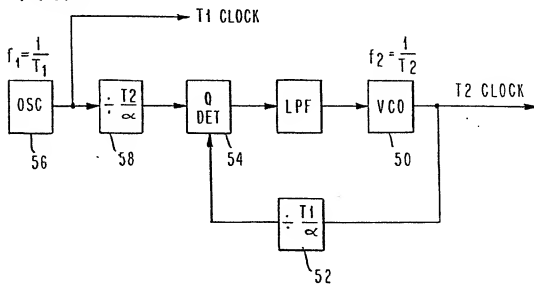 T1 CLOCK
f1 = 1/T1
f2 = 1/T2
T2 CLOCK
OSC
÷ T2/α
Q DET
LPF
VCO
56
58
54
50
÷ T1/α
52